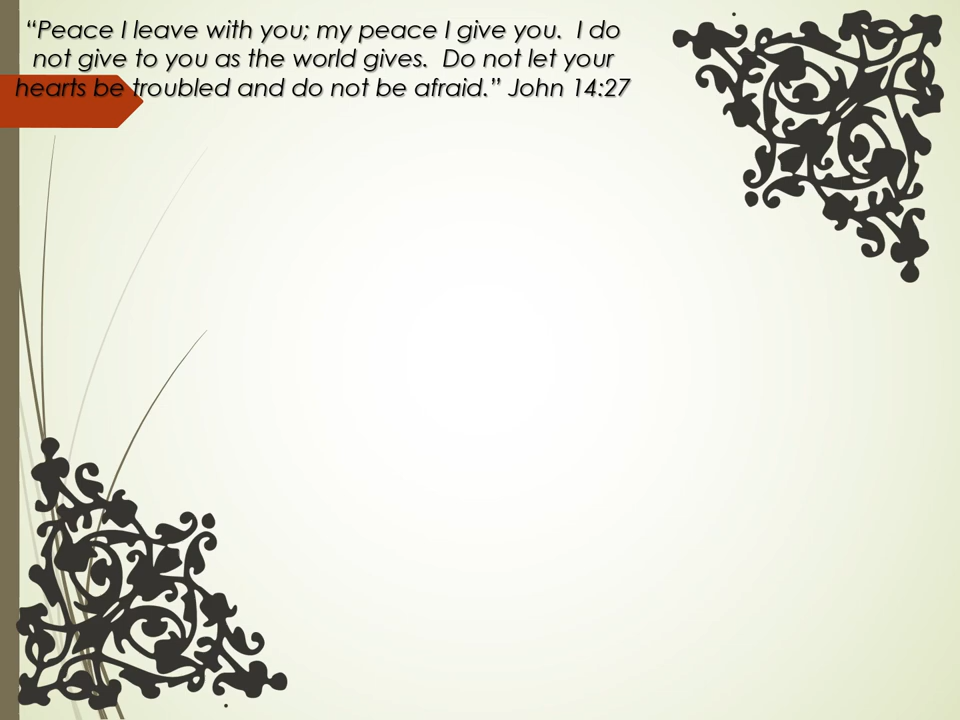 “Peace I leave with you; my peace I give you.  I do
not give to you as the world gives.  Do not let your
hearts be troubled and do not be afraid.” John 14:27